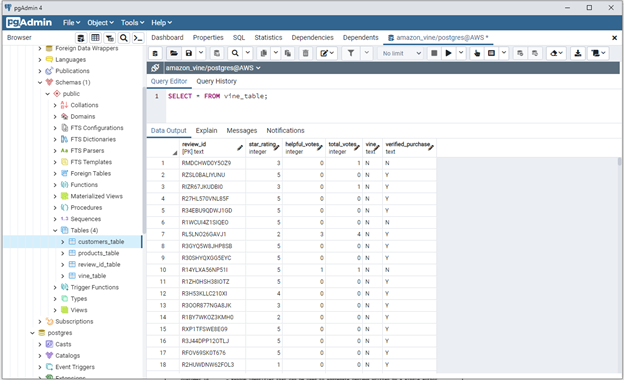 pgAdmin 4
pgAdmin File Object Tools Help
Browser
Dashboard Properties SQL Statistics Dependencies Dependents amazon_vine/postgres@AWS *
No limit
amazon_vine/postgres@AWS
Query Editor Query History
1 SELECT * FROM vine_table;
Data Output Explain Messages Notifications
review_id star_rating helpful_votes total_votes vine verified_purchase
[PK] text integer integer integer text text
1 RMDCHWD0Y5OZ9 3 0 1 N N
2 RZSL0BALIYUNU 5 0 0 N N
3 RIZR67JKUDBI0 3 0 1 N Y
4 R27HL570VNL85F 5 0 0 N Y
5 R34EBU9QDWJ1GD 5 0 0 N Y
6 R1WCUI4Z1SIQEO 5 0 0 N N
7 RL5LNO26GAVJ1 2 3 4 N Y
8 R3GYQ5W8JHP8SB 5 0 0 N Y
9 R30SHYQXGG5EYC 5 0 0 N Y
10 R14YLXA56NP51I 5 1 1 N N
11 R1ZH0HSH38IOTZ 5 0 0 N Y
12 R3H53KLLC210XI 4 0 0 N Y
13 R3OOR877NGA8JK 3 0 0 N Y
14 R1BY7WKOZ3KMH0 2 0 0 N Y
15 RXP1TFSWE8EG9 5 0 0 N Y
16 R3J44DPP12OTLJ 5 0 0 N Y
17 RFOV69SK0T676 5 0 0 N Y
18 R2HUWDNW62FOL3 1 0 0 N Y
Foreign Data Wrappers
Languages
Publications
Schemas (1)
public
Collations
Domains
FTS Configurations
FTS Dictionaries
FTS Parsers
FTS Templates
Foreign Tables
Functions
Materialized Views
Procedures
Sequences
Tables (4)
customers_table
products_table
review_id_table
vine_table
Trigger Functions
Types
Views
Subscriptions
postgres
Casts
Catalogs
Event Triggers